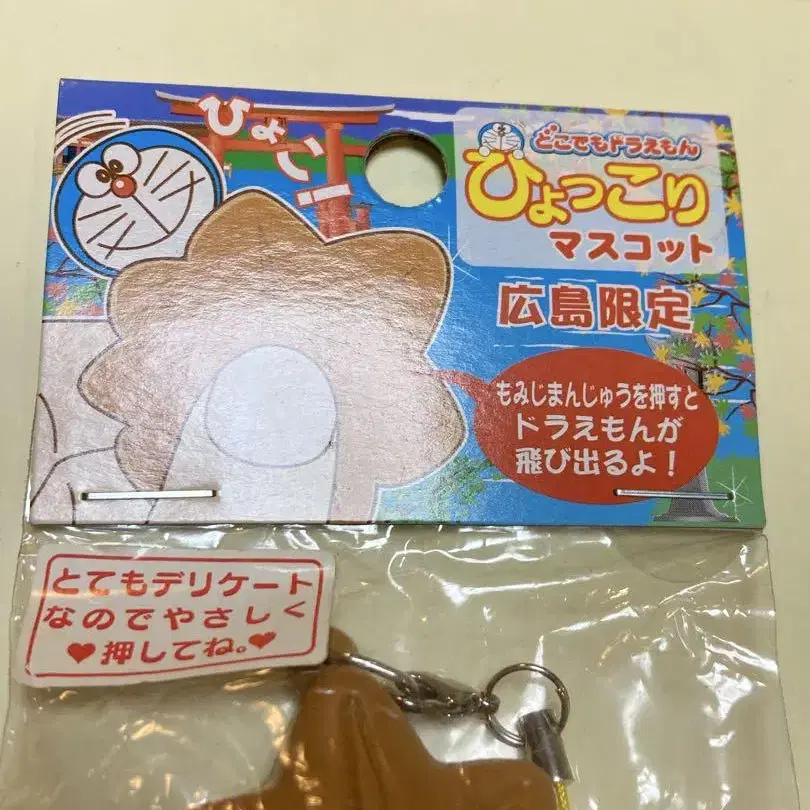 ひょこ！
どこでもドラえもん
ひょっこり
マスコット
広島限定
もみじまんじゅうを押すと
ドラえもんが
飛び出るよ！
とてもデリケート
なのでやさしく
♥押してね。♥